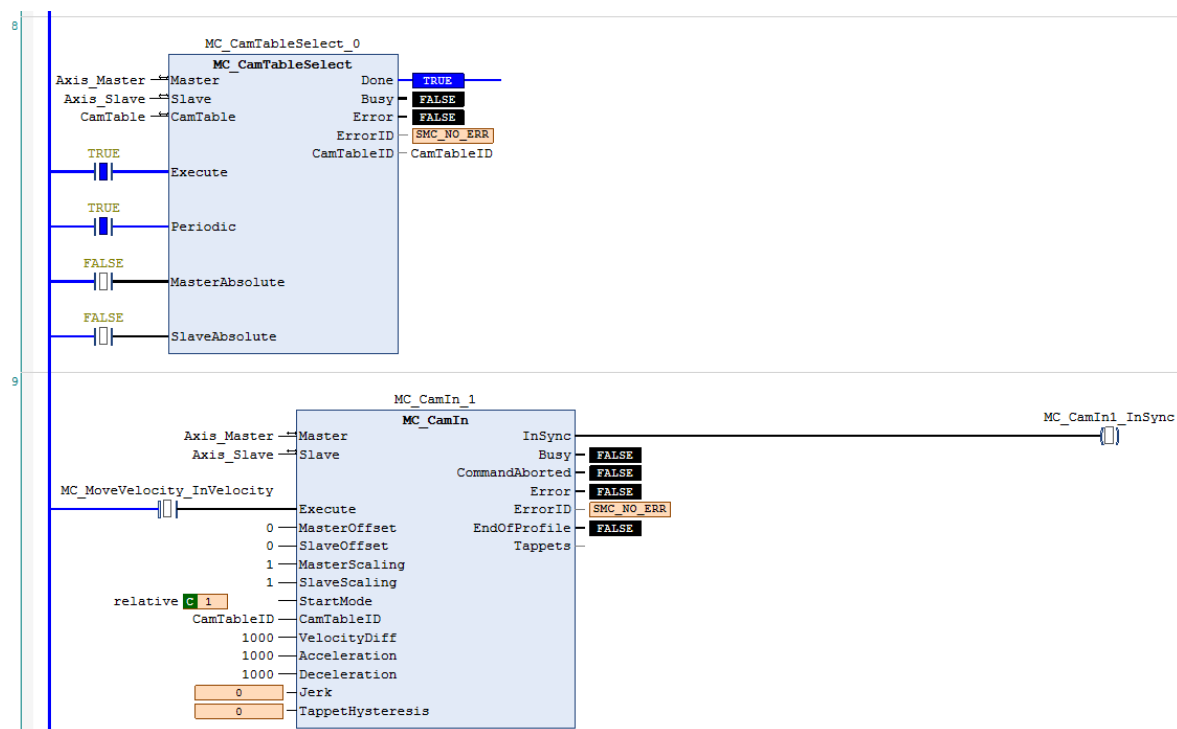 8
MC_CamTableSelect_0
MC_CamTableSelect
Axis_Master Master Done TRUE
Axis_Slave Slave Busy FALSE
CamTable CamTable Error FALSE
ErrorID SMC_NO_ERR
CamTableID CamTableID
TRUE
Execute
TRUE
Periodic
FALSE
MasterAbsolute
FALSE
SlaveAbsolute
9
MC_CamIn_1
MC_CamIn
MC_CamIn1_InSync
Axis_Master Master InSync
Axis_Slave Slave Busy FALSE
CommandAborted FALSE
MC_MoveVelocity_InVelocity Error FALSE
Execute ErrorID SMC_NO_ERR
0 MasterOffset EndOfProfile FALSE
0 SlaveOffset Tappets
1 MasterScaling
1 SlaveScaling
relative C 1 StartMode
CamTableID CamTableID
1000 VelocityDiff
1000 Acceleration
1000 Deceleration
0 Jerk
0 TappetHysteresis